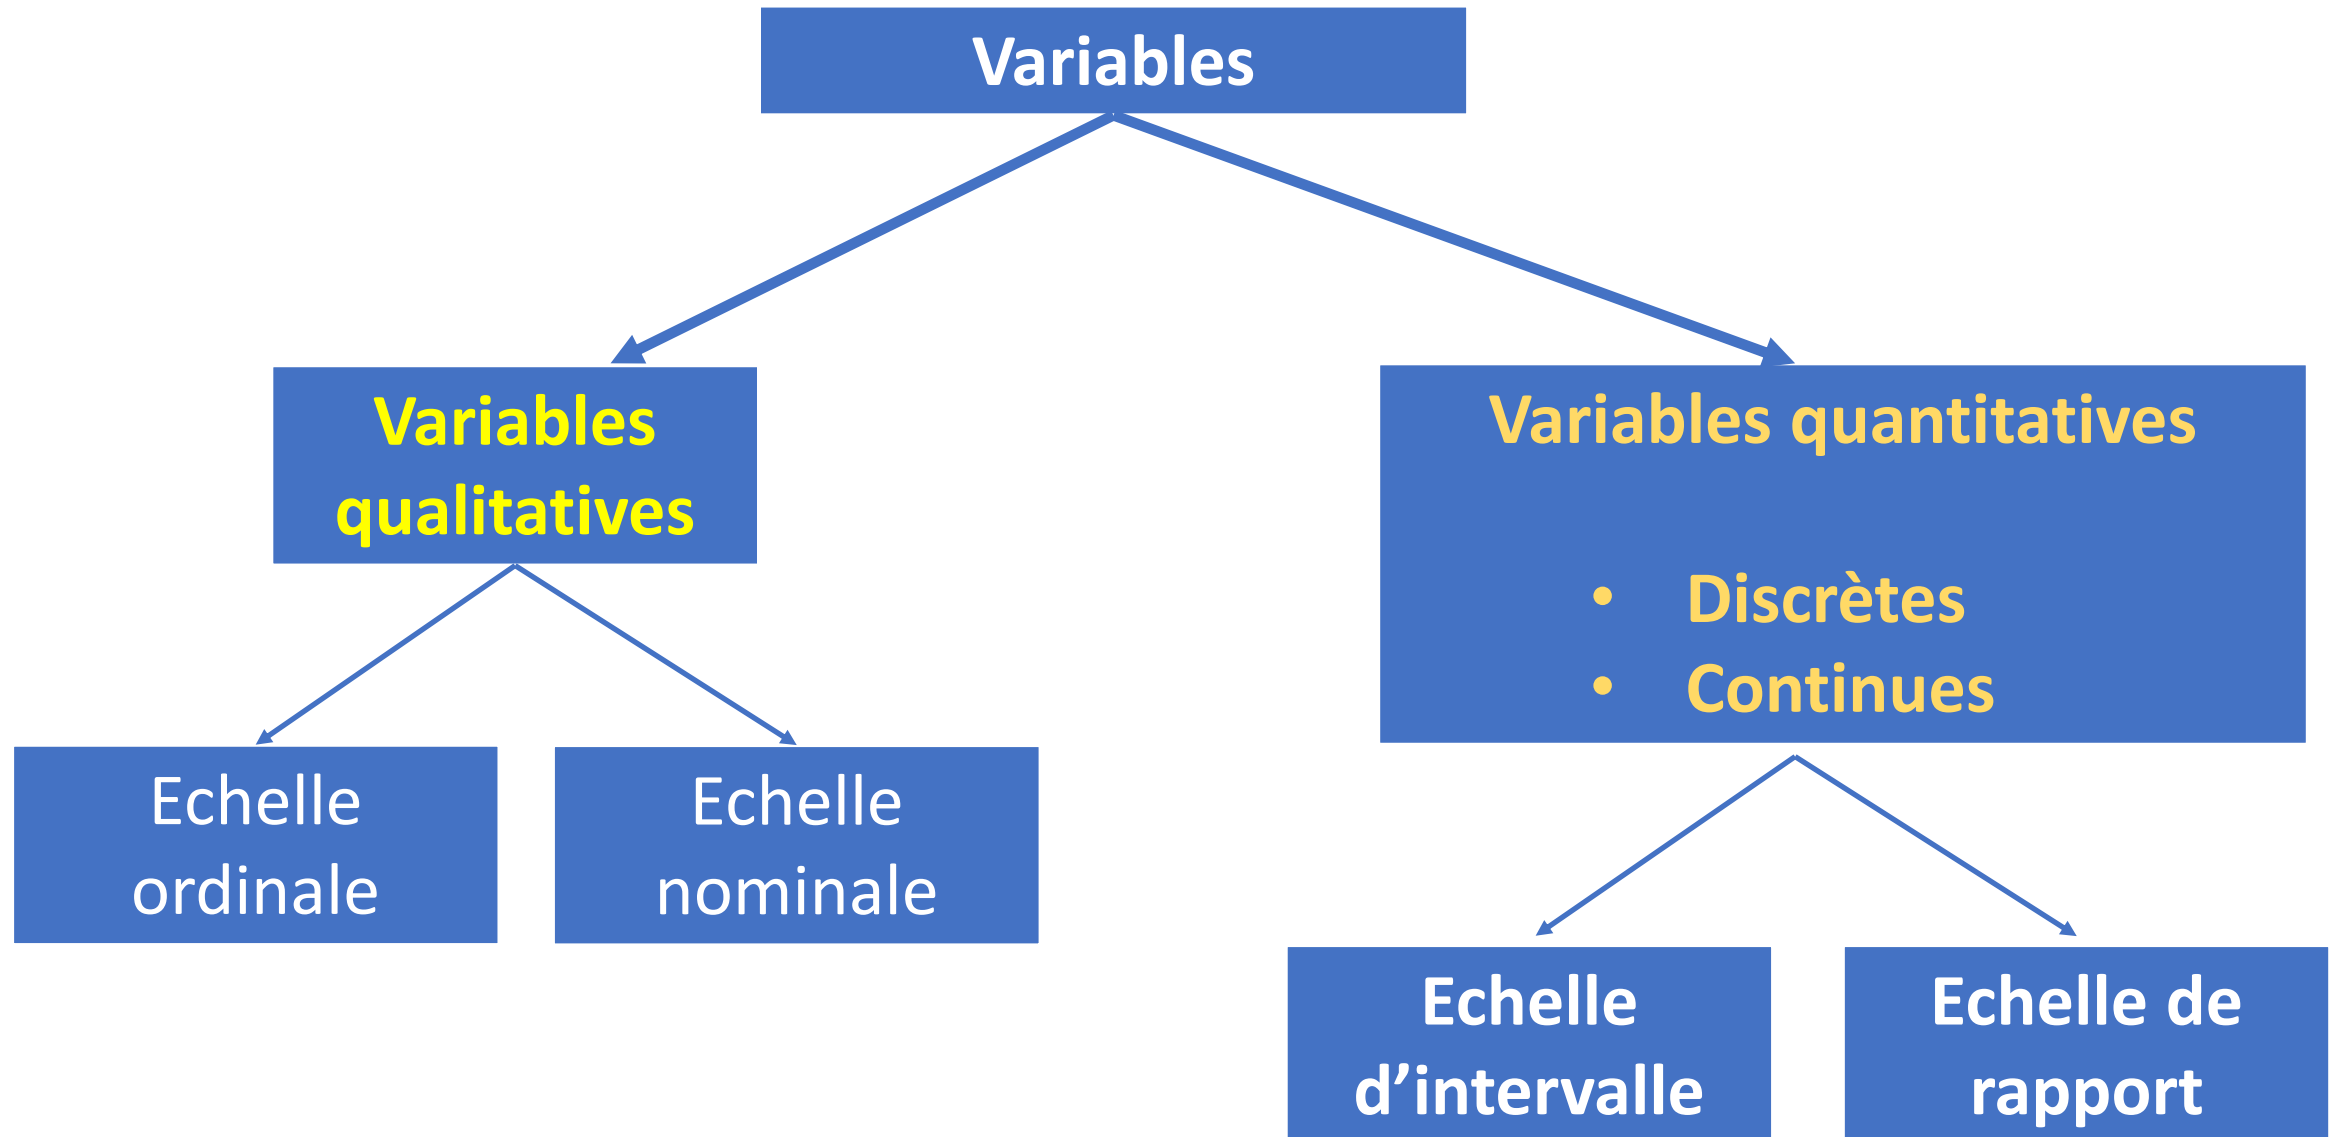 Variables
Variables
qualitatives
Variables quantitatives
• Discrètes
• Continues
Echelle
ordinale
Echelle
nominale
Echelle
d’intervalle
Echelle de
rapport